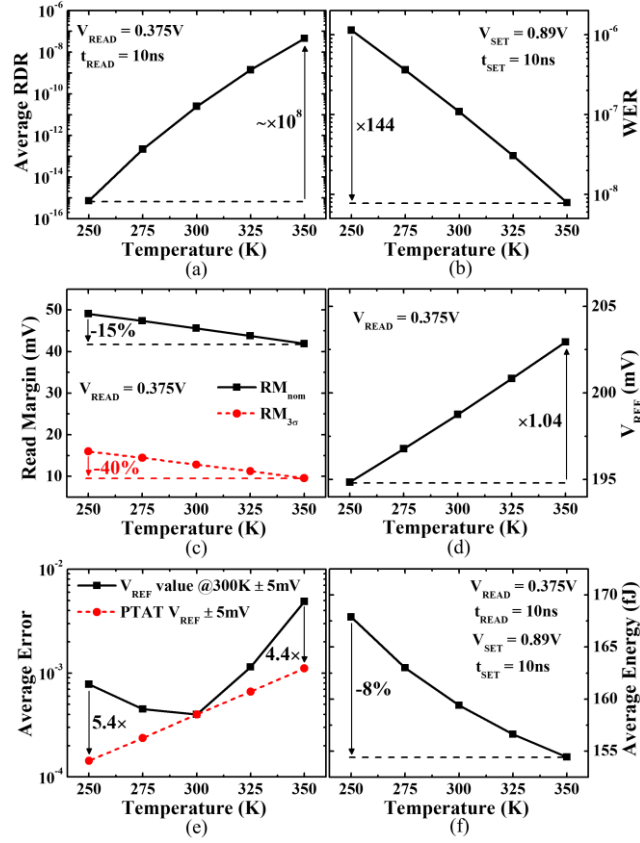 V_READ = 0.375V
t_READ = 10ns
~×10^8
Average RDR
10^-4
10^-6
10^-8
10^-10
10^-12
10^-14
10^-16
250 275 300 325 350
Temperature (K)
(a)
V_SET = 0.89V
t_SET = 10ns
×144
WER
10^-6
10^-7
10^-8
250 275 300 325 350
Temperature (K)
(b)
-15%
V_READ = 0.375V
RM_nom
RM_3σ
-40%
Read Margin (mV)
50
40
30
20
10
250 275 300 325 350
Temperature (K)
(c)
V_READ = 0.375V
×1.04
V_REF (mV)
205
200
195
250 275 300 325 350
Temperature (K)
(d)
V_REF value @300K ± 5mV
PTAT V_REF ± 5mV
4.4×
5.4×
Average Error
10^-2
10^-3
10^-4
250 275 300 325 350
Temperature (K)
(e)
V_READ = 0.375V
t_READ = 10ns
V_SET = 0.89V
t_SET = 10ns
-8%
Average Energy (fJ)
170
165
160
154
250 275 300 325 350
Temperature (K)
(f)